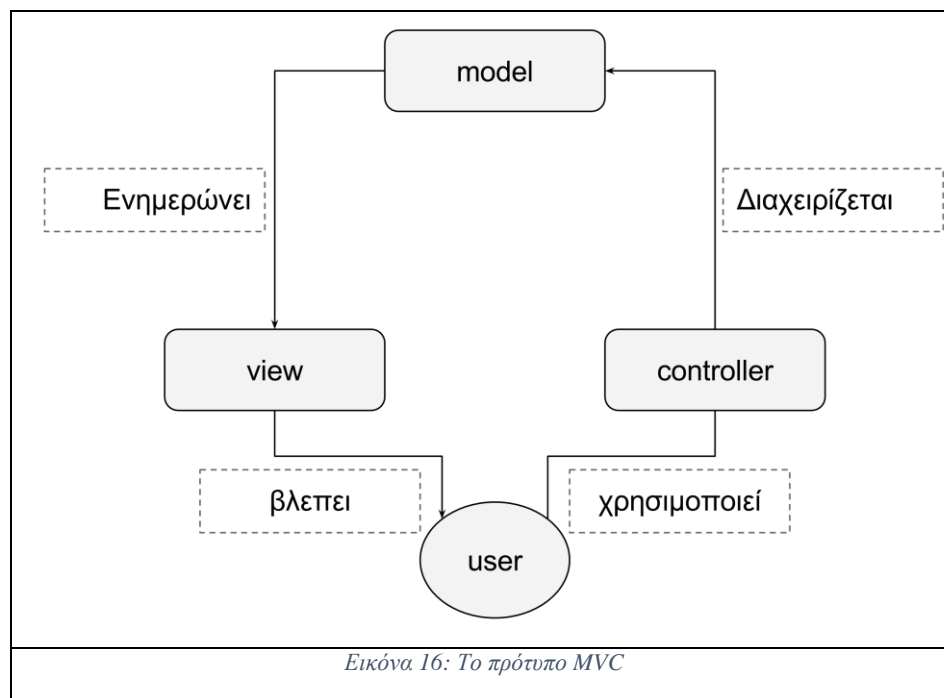 model
Ενημερώνει
Διαχειρίζεται
view
controller
βλεπει
χρησιμοποιεί
user
Εικόνα 16: Το πρότυπο MVC